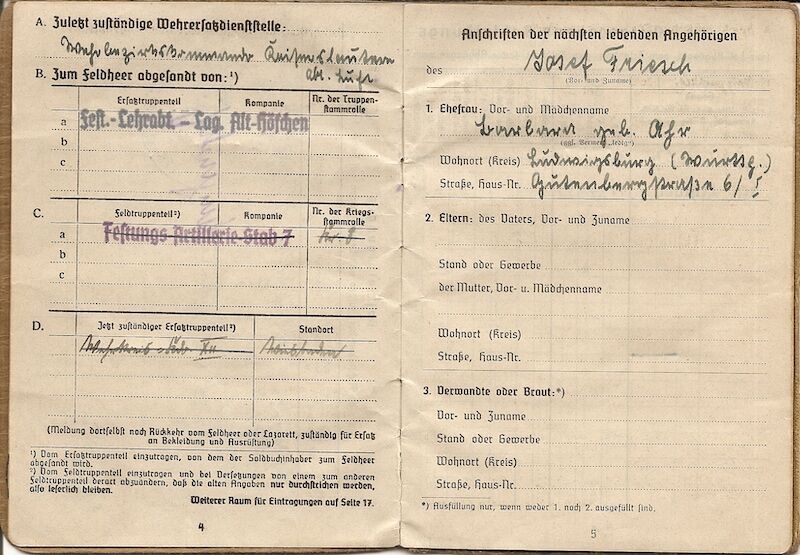 A. Zuletzt zuständige Wehrersatzdienststelle:
Wehrbezirkskommando Kaiserslautern
B. Zum Feldheer abgesandt von:¹)
Ersatztruppenteil Kompanie Nr. der Truppen-
stammrolle
a Fest.-Lehrabt. – Lag. Alt-Höschen
b
c
C. Feldtruppenteil²) Kompanie Nr. der Kriegs-
stammrolle
a Festungs Artillerie-Stab 7
b
c
D. Jetzt zuständiger Ersatztruppenteil²) Standort
Wehrkreis-Kdo XII Wiesbaden
(Meldung dortselbst nach Rückkehr vom Feldheer oder Lazarett, zuständig für Ersatz
an Bekleidung und Ausrüstung)
¹) Vom Ersatztruppenteil einzutragen, von dem der Soldbuchinhaber zum Feldheer
abgesandt wird.
²) Vom Feldtruppenteil einzutragen und bei Versetzungen von einem zum anderen
Feldtruppenteil derart abzuändern, daß die alten Angaben nur durchstrichen werden,
also leserlich bleiben.
Weiterer Raum für Eintragungen auf Seite 17.
4
Anschriften der nächsten lebenden Angehörigen
des Josef Friesch
(Vor- und Zuname)
1. Ehefrau: Vor- und Mädchenname
Barbara geb. Ahr
(ggf. Vermerk „ledig“)
Wohnort (Kreis) Ludwigsburg (Württbg.)
Straße, Haus-Nr. Gutenbergstraße 6/I
2. Eltern: des Vaters, Vor- und Zuname
Stand oder Gewerbe
der Mutter, Vor- u. Mädchenname
Wohnort (Kreis)
Straße, Haus-Nr.
3. Verwandte oder Braut:*)
Vor- und Zuname
Stand oder Gewerbe
Wohnort (Kreis)
Straße, Haus-Nr.
*) Ausfüllung nur, wenn weder 1. noch 2. ausgefüllt sind.
5